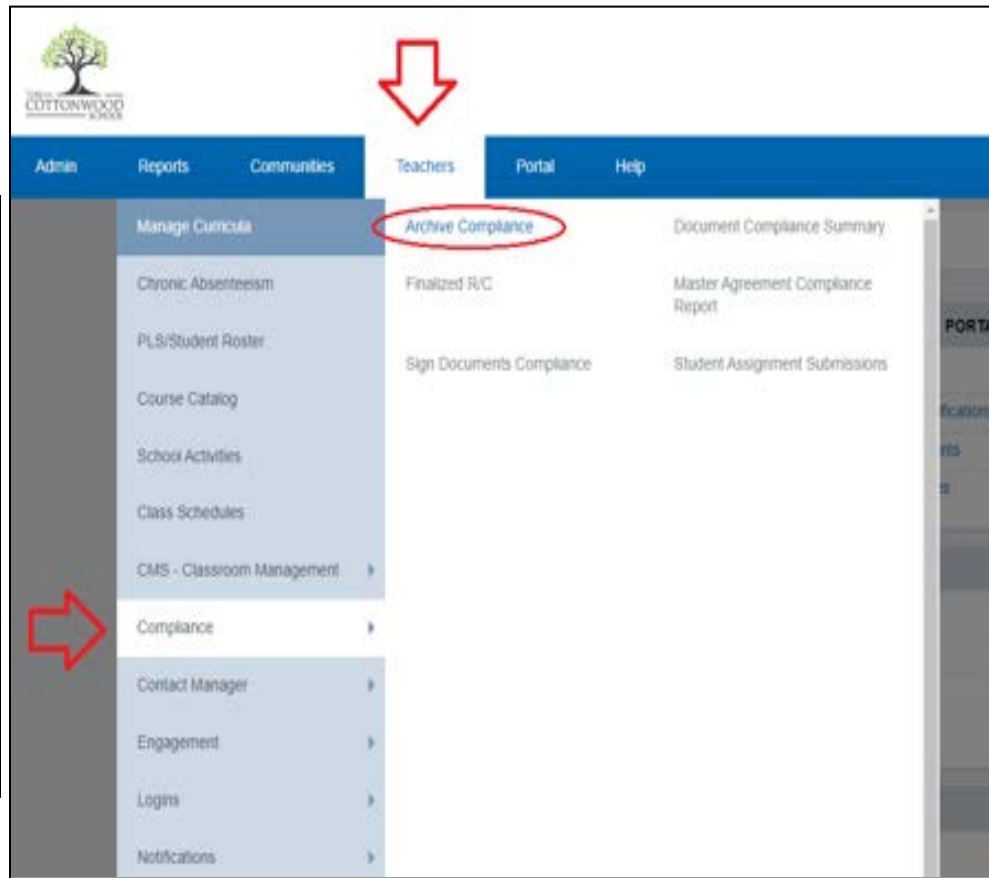 COTTONWOOD
SCHOOL
Admin Reports Communities Teachers Portal Help
Manage Curricula
Chronic Absenteeism
PLS/Student Roster
Course Catalog
School Activities
Class Schedules
CMS - Classroom Management
Compliance
Contact Manager
Engagement
Logins
Notifications
Archive Compliance
Finalized R/C
Sign Documents Compliance
Document Compliance Summary
Master Agreement Compliance
Report
Student Assignment Submissions